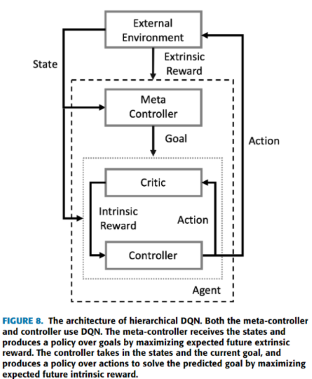 External
Environment
State
Extrinsic
Reward
Meta
Controller
Goal
Action
Critic
Intrinsic
Reward
Action
Controller
Agent
FIGURE 8. The architecture of hierarchical DQN. Both the meta-controller
and controller use DQN. The meta-controller receives the states and
produces a policy over goals by maximizing expected future extrinsic
reward. The controller takes in the states and the current goal, and
produces a policy over actions to solve the predicted goal by maximizing
expected future intrinsic reward.